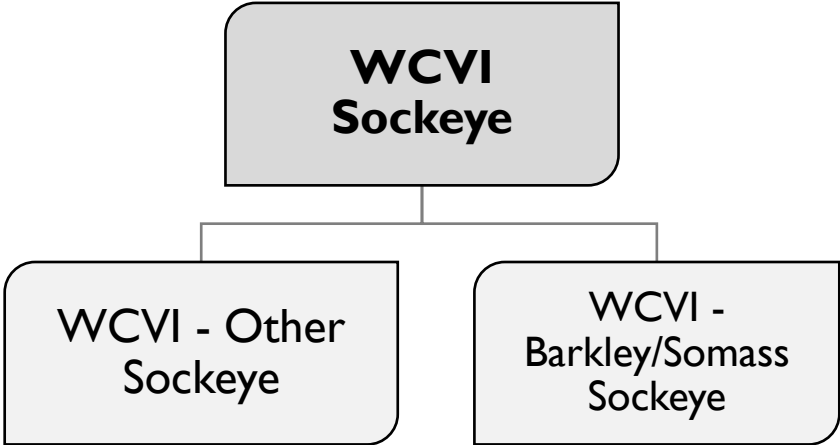 WCVI
Sockeye
WCVI - Other
Sockeye
WCVI -
Barkley/Somass
Sockeye